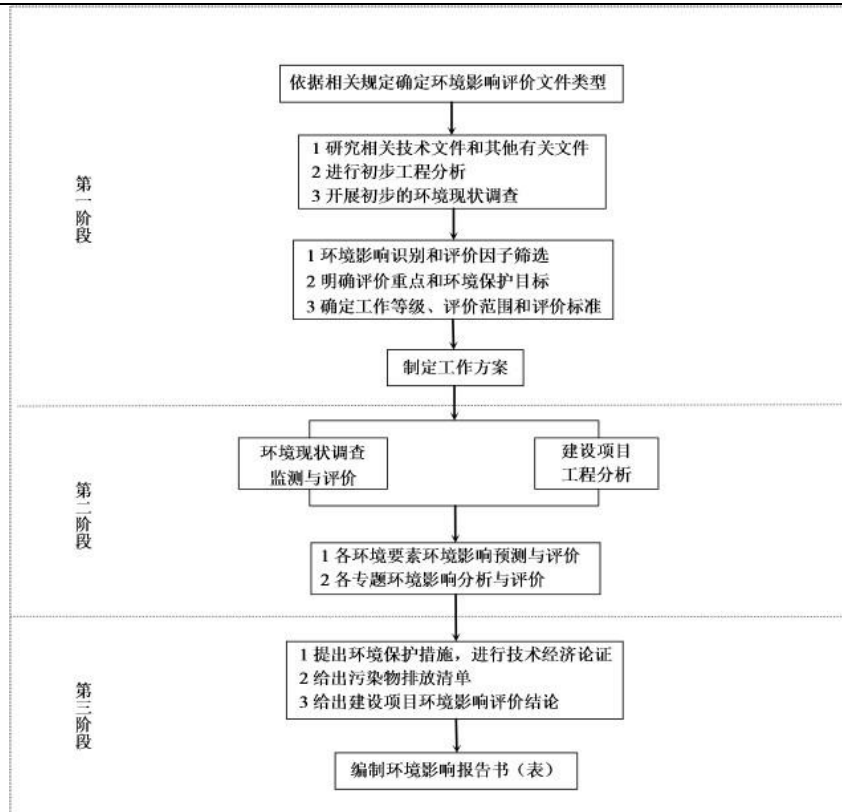 依据相关规定确定环境影响评价文件类型
1 研究相关技术文件和其他有关文件
2 进行初步工程分析
3 开展初步的环境现状调查
第一阶段
1 环境影响识别和评价因子筛选
2 明确评价重点和环境保护目标
3 确定工作等级、评价范围和评价标准
制定工作方案
环境现状调查
监测与评价
建设项目
工程分析
第二阶段
1 各环境要素环境影响预测与评价
2 各专题环境影响分析与评价
1 提出环境保护措施，进行技术经济论证
2 给出污染物排放清单
3 给出建设项目环境影响评价结论
第三阶段
编制环境影响报告书（表）